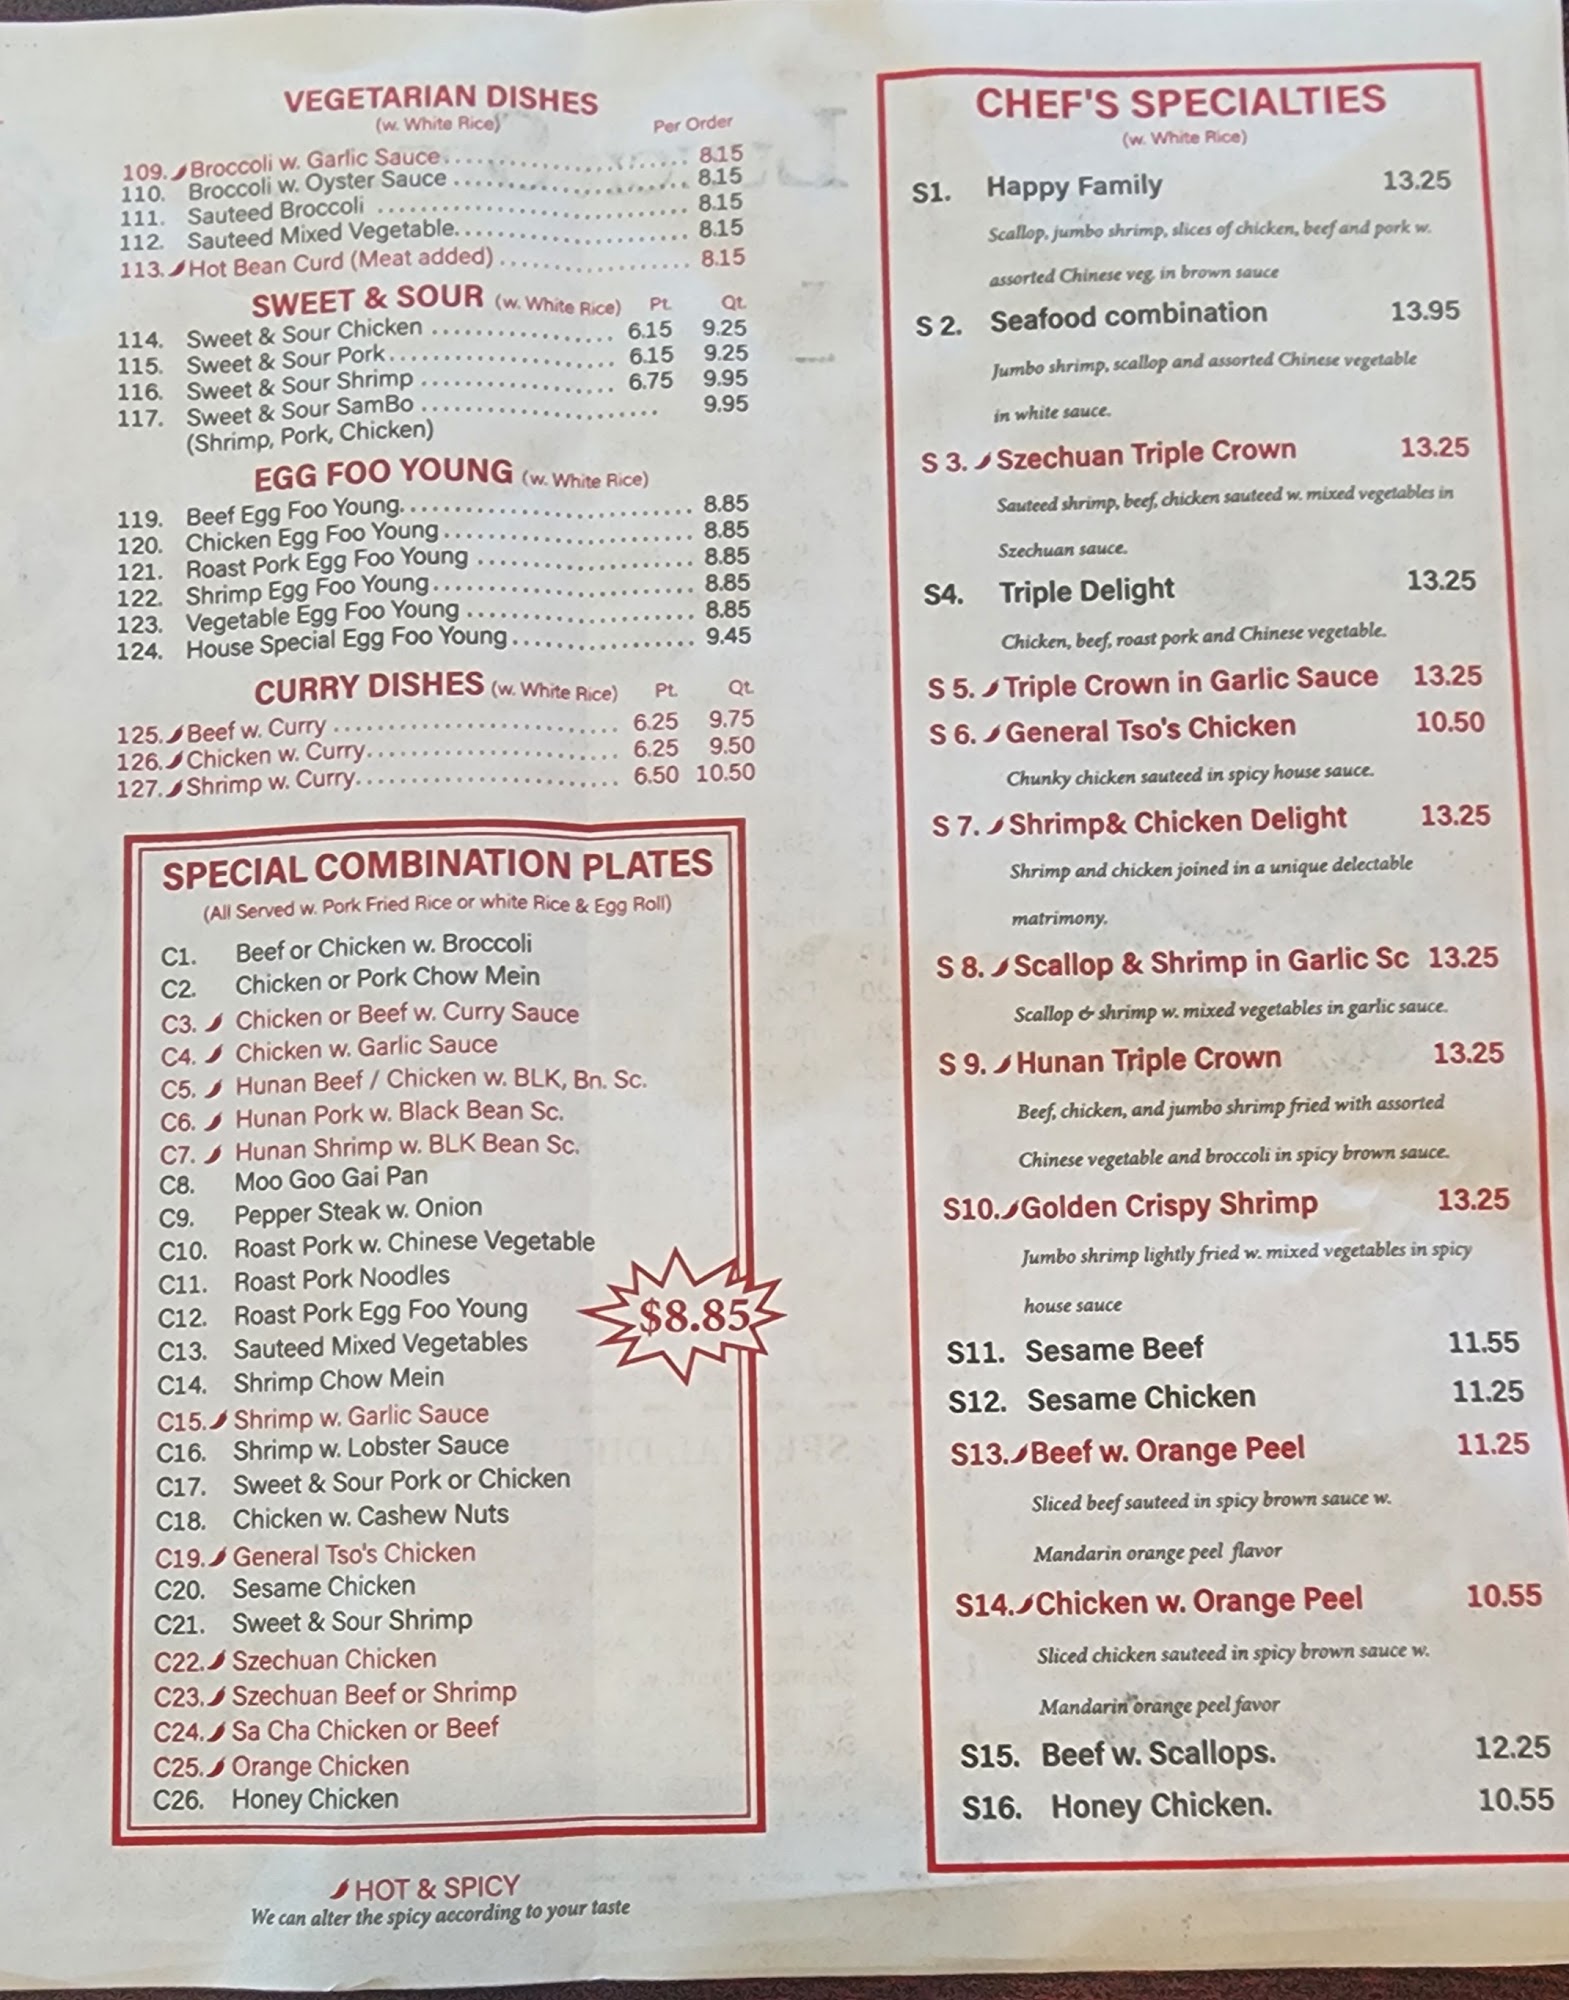 VEGETARIAN DISHES
(w. White Rice) Per Order
109. Broccoli w. Garlic Sauce 8.15
110. Broccoli w. Oyster Sauce 8.15
111. Sauteed Broccoli 8.15
112. Sauteed Mixed Vegetable 8.15
113. Hot Bean Curd (Meat added) 8.15
SWEET & SOUR (w. White Rice) Pt. Qt.
114. Sweet & Sour Chicken 6.15 9.25
115. Sweet & Sour Pork 6.15 9.25
116. Sweet & Sour Shrimp 6.75 9.95
117. Sweet & Sour SamBo 9.95
(Shrimp, Pork, Chicken)
EGG FOO YOUNG (w. White Rice)
119. Beef Egg Foo Young 8.85
120. Chicken Egg Foo Young 8.85
121. Roast Pork Egg Foo Young 8.85
122. Shrimp Egg Foo Young 8.85
123. Vegetable Egg Foo Young 8.85
124. House Special Egg Foo Young 9.45
CURRY DISHES (w. White Rice) Pt. Qt.
125. Beef w. Curry 6.25 9.75
126. Chicken w. Curry 6.25 9.50
127. Shrimp w. Curry 6.50 10.50
SPECIAL COMBINATION PLATES
(All Served w. Pork Fried Rice or white Rice & Egg Roll)
C1. Beef or Chicken w. Broccoli
C2. Chicken or Pork Chow Mein
C3. Chicken or Beef w. Curry Sauce
C4. Chicken w. Garlic Sauce
C5. Hunan Beef / Chicken w. BLK, Bn. Sc.
C6. Hunan Pork w. Black Bean Sc.
C7. Hunan Shrimp w. BLK Bean Sc.
C8. Moo Goo Gai Pan
C9. Pepper Steak w. Onion
C10. Roast Pork w. Chinese Vegetable
C11. Roast Pork Noodles
C12. Roast Pork Egg Foo Young
$8.85
C13. Sauteed Mixed Vegetables
C14. Shrimp Chow Mein
C15. Shrimp w. Garlic Sauce
C16. Shrimp w. Lobster Sauce
C17. Sweet & Sour Pork or Chicken
C18. Chicken w. Cashew Nuts
C19. General Tso's Chicken
C20. Sesame Chicken
C21. Sweet & Sour Shrimp
C22. Szechuan Chicken
C23. Szechuan Beef or Shrimp
C24. Sa Cha Chicken or Beef
C25. Orange Chicken
C26. Honey Chicken
HOT & SPICY
We can alter the spicy according to your taste
CHEF'S SPECIALTIES
(w. White Rice)
S1. Happy Family 13.25
Scallop, jumbo shrimp, slices of chicken, beef and pork w.
assorted Chinese veg. in brown sauce
S 2. Seafood combination 13.95
Jumbo shrimp, scallop and assorted Chinese vegetable
in white sauce.
S 3. Szechuan Triple Crown 13.25
Sauteed shrimp, beef, chicken sauteed w. mixed vegetables in
Szechuan sauce.
S4. Triple Delight 13.25
Chicken, beef, roast pork and Chinese vegetable.
S 5. Triple Crown in Garlic Sauce 13.25
S 6. General Tso's Chicken 10.50
Chunky chicken sauteed in spicy house sauce.
S 7. Shrimp& Chicken Delight 13.25
Shrimp and chicken joined in a unique delectable
matrimony.
S 8. Scallop & Shrimp in Garlic Sc 13.25
Scallop & shrimp w. mixed vegetables in garlic sauce.
S 9. Hunan Triple Crown 13.25
Beef, chicken, and jumbo shrimp fried with assorted
Chinese vegetable and broccoli in spicy brown sauce.
S10. Golden Crispy Shrimp 13.25
Jumbo shrimp lightly fried w. mixed vegetables in spicy
house sauce
S11. Sesame Beef 11.55
S12. Sesame Chicken 11.25
S13. Beef w. Orange Peel 11.25
Sliced beef sauteed in spicy brown sauce w.
Mandarin orange peel flavor
S14. Chicken w. Orange Peel 10.55
Sliced chicken sauteed in spicy brown sauce w.
Mandarin orange peel favor
S15. Beef w. Scallops. 12.25
S16. Honey Chicken. 10.55